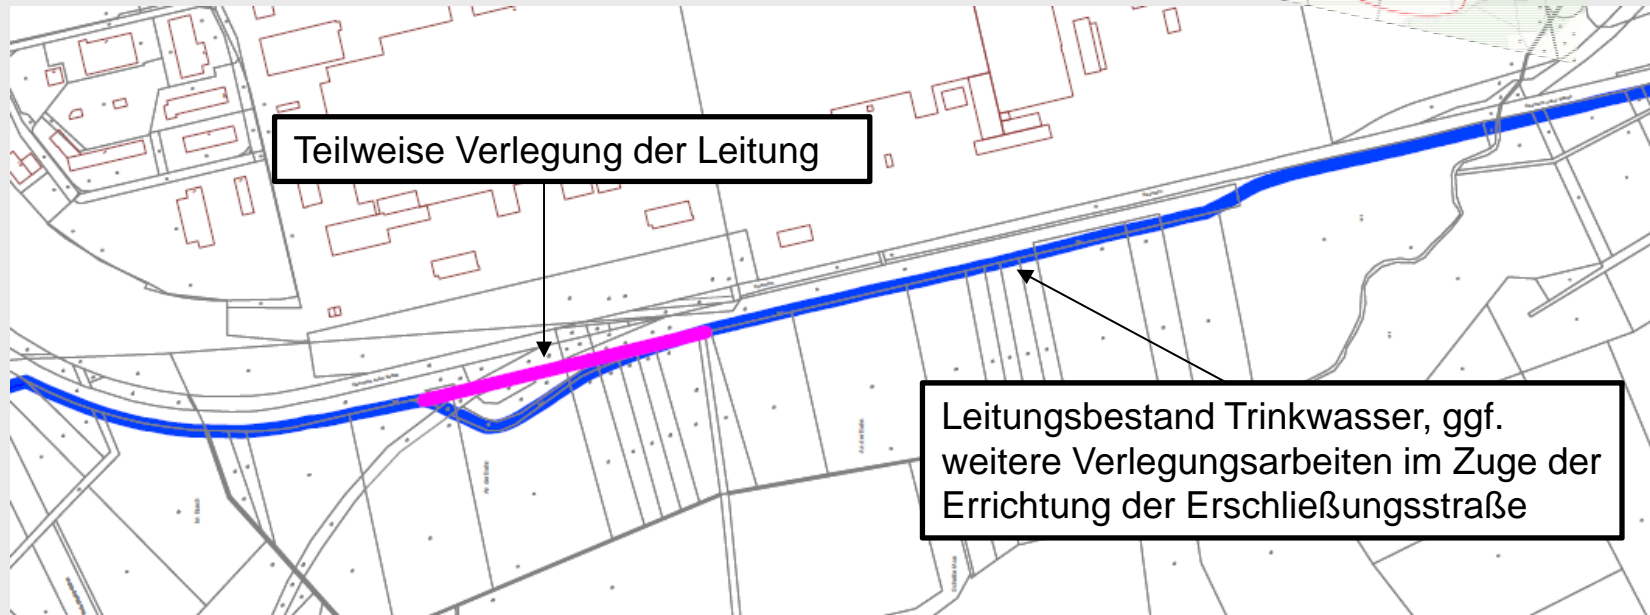 Teilweise Verlegung der Leitung
Leitungsbestand Trinkwasser, ggf.
weitere Verlegungsarbeiten im Zuge der
Errichtung der Erschließungsstraße